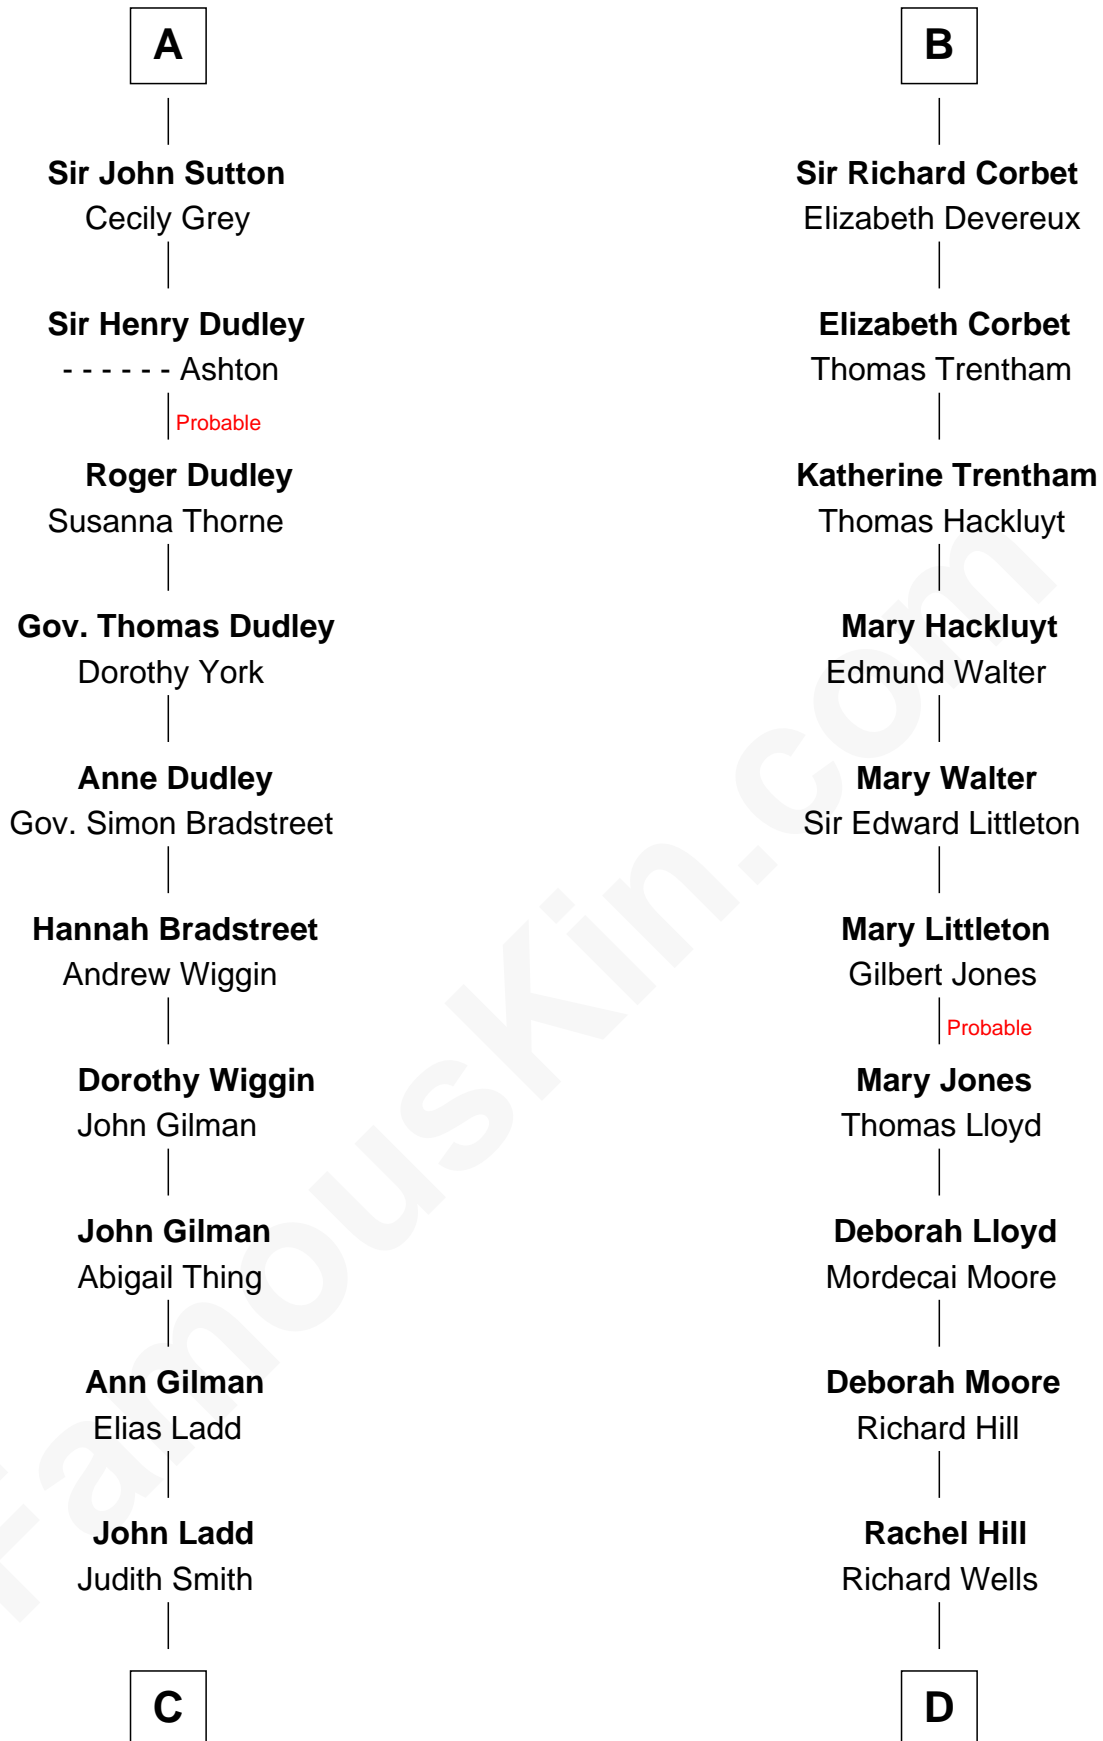 A
Sir John Sutton
Cecily Grey
Sir Henry Dudley
- - - - - - Ashton
Probable
Roger Dudley
Susanna Thorne
Gov. Thomas Dudley
Dorothy York
Anne Dudley
Gov. Simon Bradstreet
Hannah Bradstreet
Andrew Wiggin
Dorothy Wiggin
John Gilman
John Gilman
Abigail Thing
Ann Gilman
Elias Ladd
John Ladd
Judith Smith
C
B
Sir Richard Corbet
Elizabeth Devereux
Elizabeth Corbet
Thomas Trentham
Katherine Trentham
Thomas Hackluyt
Mary Hackluyt
Edmund Walter
Mary Walter
Sir Edward Littleton
Mary Littleton
Gilbert Jones
Probable
Mary Jones
Thomas Lloyd
Deborah Lloyd
Mordecai Moore
Deborah Moore
Richard Hill
Rachel Hill
Richard Wells
D
FamousKin.com